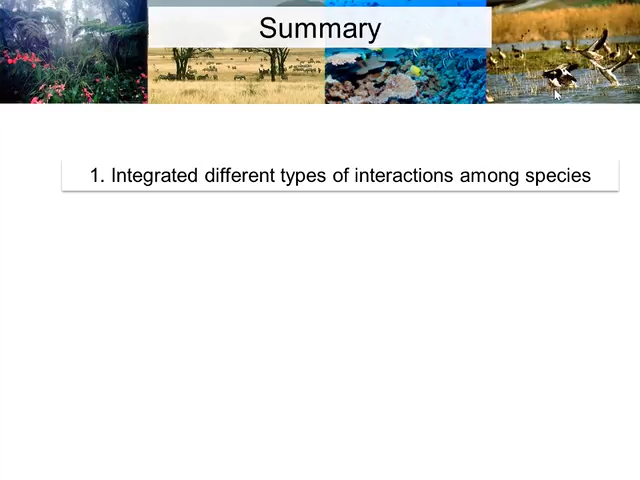 Summary
1. Integrated different types of interactions among species